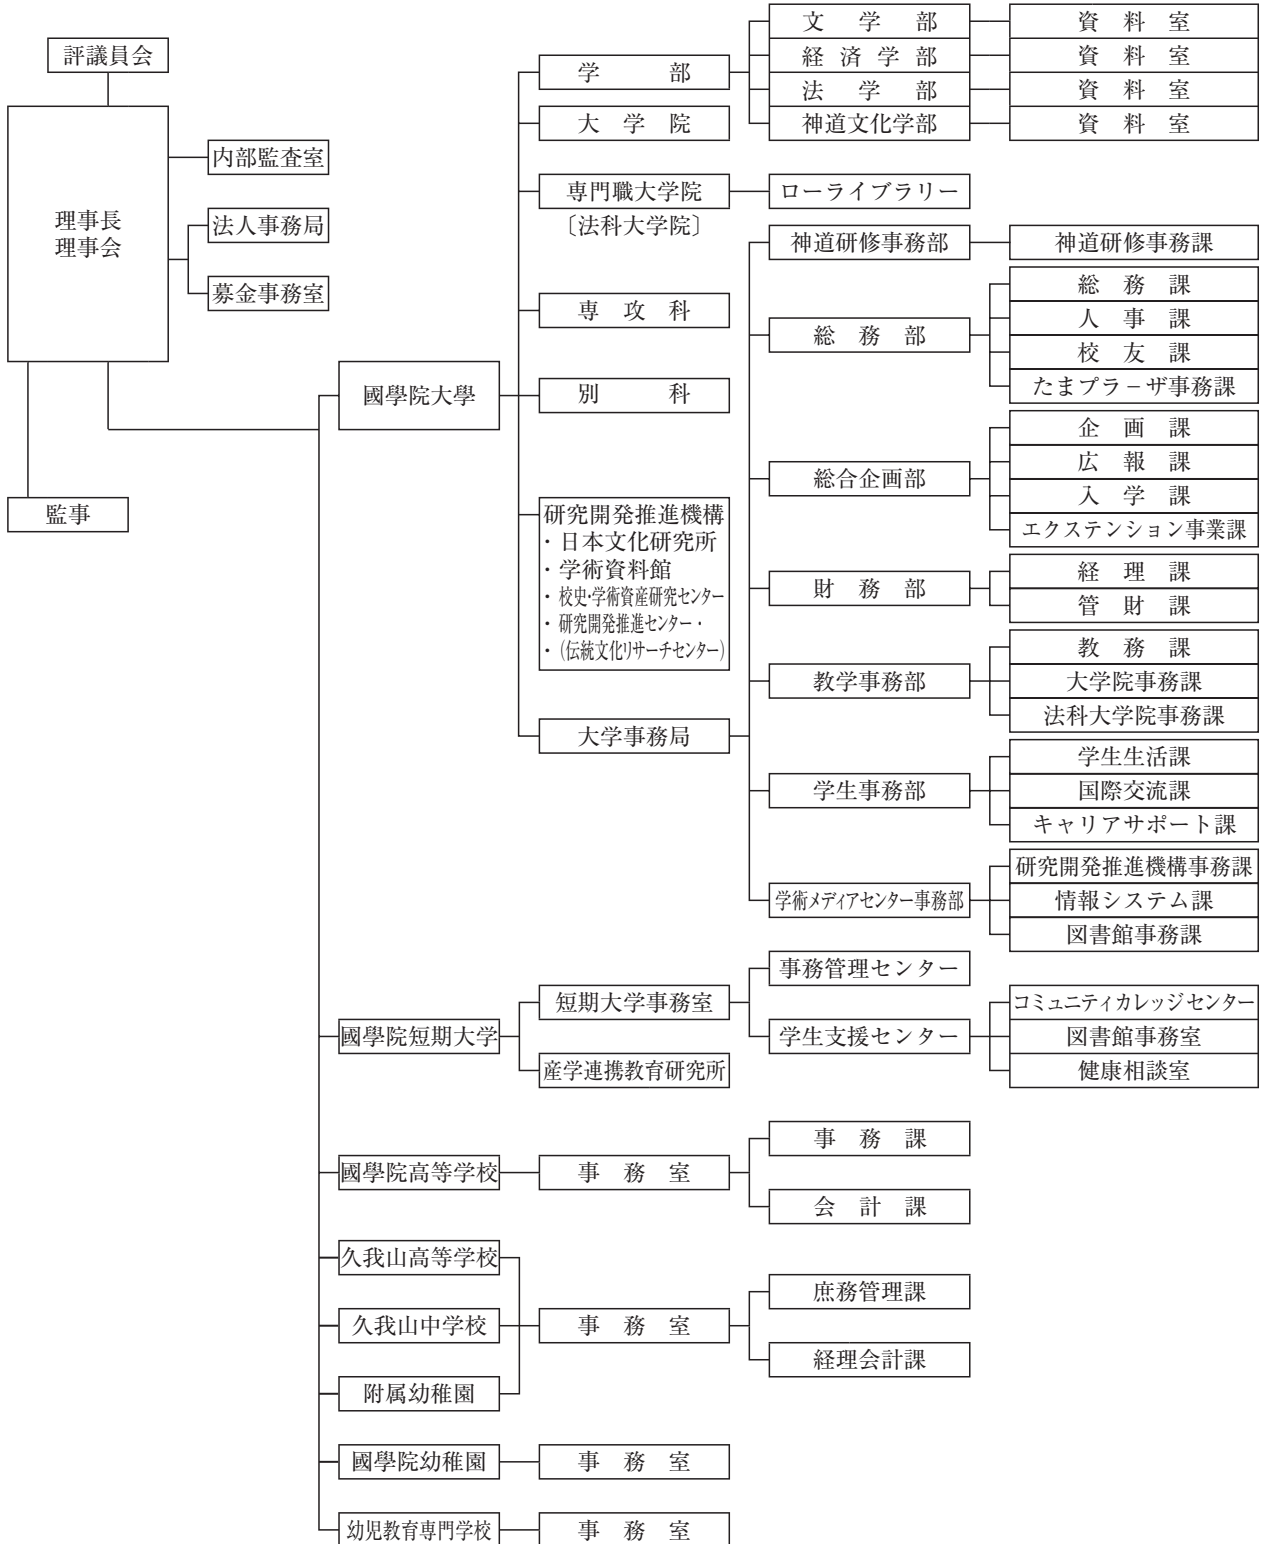 評議員会
理事長
理事会
内部監査室
法人事務局
募金事務室
監事
國學院大學
学部
大学院
専門職大学院
〔法科大学院〕
専攻科
別科
研究開発推進機構
・日本文化研究所
・学術資料館
・校史・学術資産研究センター
・研究開発推進センター・
・(伝統文化リサーチセンター)
大学事務局
文学部
資料室
経済学部
資料室
法学部
資料室
神道文化学部
資料室
ローライブラリー
神道研修事務部
神道研修事務課
総務部
総務課
人事課
校友課
たまプラ－ザ事務課
総合企画部
企画課
広報課
入学課
エクステンション事業課
財務部
経理課
管財課
教学事務部
教務課
大学院事務課
法科大学院事務課
学生事務部
学生生活課
国際交流課
キャリアサポート課
学術メディアセンター事務部
研究開発推進機構事務課
情報システム課
図書館事務課
國學院短期大学
短期大学事務室
産学連携教育研究所
事務管理センター
学生支援センター
コミュニティカレッジセンター
図書館事務室
健康相談室
國學院高等学校
事務室
事務課
会計課
久我山高等学校
久我山中学校
附属幼稚園
事務室
庶務管理課
経理会計課
國學院幼稚園
事務室
幼児教育専門学校
事務室